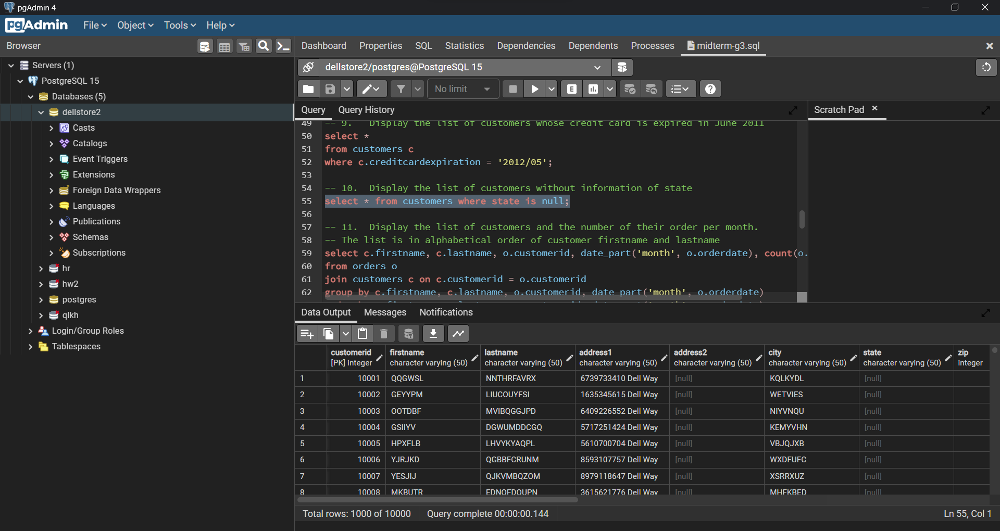 pgAdmin 4
pgAdmin File Object Tools Help
Browser
Servers (1)
PostgreSQL 15
Databases (5)
dellstore2
Casts
Catalogs
Event Triggers
Extensions
Foreign Data Wrappers
Languages
Publications
Schemas
Subscriptions
hr
hw2
postgres
qlkh
Login/Group Roles
Tablespaces
Dashboard Properties SQL Statistics Dependencies Dependents Processes midterm-g3.sql
dellstore2/postgres@PostgreSQL 15
No limit E
Query Query History
Scratch Pad
49 -- 9. Display the list of customers whose credit card is expired in June 2011
50 select *
51 from customers c
52 where c.creditcardexpiration = '2012/05';
53
54 -- 10. Display the list of customers without information of state
55 select * from customers where state is null;
56
57 -- 11. Display the list of customers and the number of their order per month.
58 -- The list is in alphabetical order of customer firstname and lastname
59 select c.firstname, c.lastname, o.customerid, date_part('month', o.orderdate), count(o.
60 from orders o
61 join customers c on c.customerid = o.customerid
62 group by c.firstname, c.lastname, o.customerid, date_part('month', o.orderdate)
Data Output Messages Notifications
customerid firstname lastname address1 address2 city state zip
[PK] integer character varying (50) character varying (50) character varying (50) character varying (50) character varying (50) character varying (50) integer
1 10001 QQGWSL NNTHRFAVRX 6739733410 Dell Way [null] KQLKYDL [null]
2 10002 GEYYPM LIUCOUYFSI 1635345615 Dell Way [null] WETVIES [null]
3 10003 OOTDBF MVIBQGGJPD 6409226552 Dell Way [null] NIYVNQU [null]
4 10004 GSIIYV DGWUMDDCGQ 5717251424 Dell Way [null] KEMYVHN [null]
5 10005 HPXFLB LHVYKYAQPL 5610700704 Dell Way [null] VBJQJXB [null]
6 10006 YJRJKD QGBBFCRUNM 8593107757 Dell Way [null] WXDFUFC [null]
7 10007 YESJIJ QJKVMBQZOM 8979118647 Dell Way [null] XSRRXUZ [null]
8 10008 MKBUTR FDNOFDOUPN 3615621776 Dell Way [null] MHFKBED [null]
Total rows: 1000 of 10000 Query complete 00:00:00.144 Ln 55, Col 1